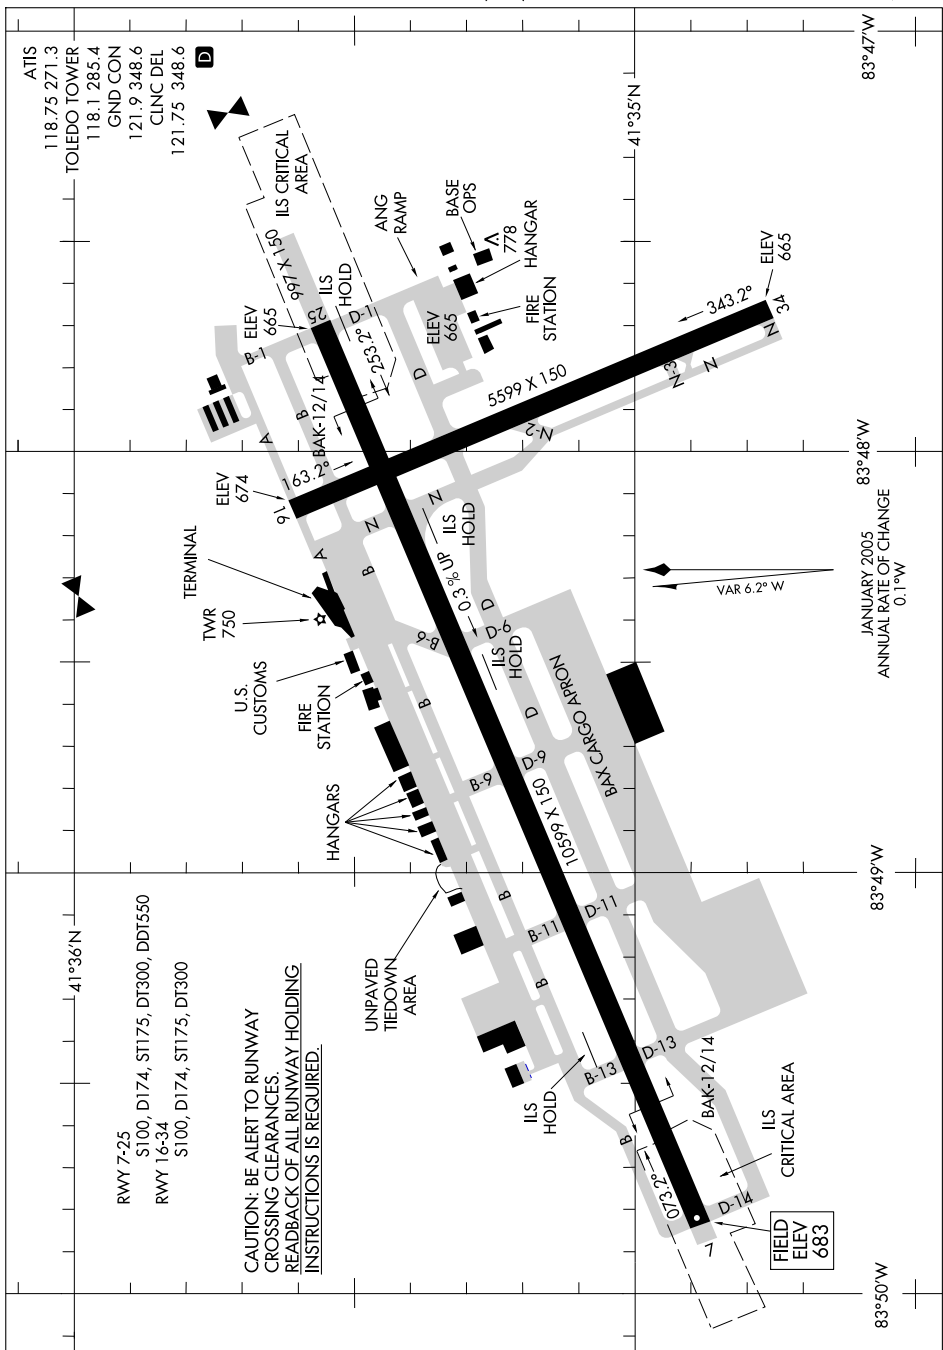 ATIS
118.75 271.3
TOLEDO TOWER
118.1 285.4
GND CON
121.9 348.6
CLNC DEL
121.75 348.6
D
41°36'N
41°35'N
83°47'W
83°48'W
83°49'W
83°50'W
RWY 7-25
S100, D174, ST175, DT300, DDT550
RWY 16-34
S100, D174, ST175, DT300
CAUTION: BE ALERT TO RUNWAY
CROSSING CLEARANCES.
READBACK OF ALL RUNWAY HOLDING
INSTRUCTIONS IS REQUIRED.
UNPAVED
TIEDOWN
AREA
HANGARS
FIRE
STATION
U.S.
CUSTOMS
TWR
750
TERMINAL
ELEV
674
16
163.2°
A
A
B
B
B
B
B
B
B
B-1
B-6
B-9
B-11
B-13
BAK-12/14
ELEV
665
25
997 X 150
ILS CRITICAL
AREA
ILS
HOLD
D-1
253.2°
ANG
RAMP
BASE
OPS
778
HANGAR
FIRE
STATION
ELEV
665
D
D
D
D-6
D-9
D-11
D-13
D-14
N
N
N
N
N-2
N-3
5599 X 150
343.2°
34
ELEV
665
ILS
HOLD
0.3% UP
ILS
HOLD
BAX CARGO APRON
10599 X 150
ILS
HOLD
073.2°
7
BAK-12/14
ILS
CRITICAL AREA
FIELD
ELEV
683
VAR 6.2° W
JANUARY 2005
ANNUAL RATE OF CHANGE
0.1°W